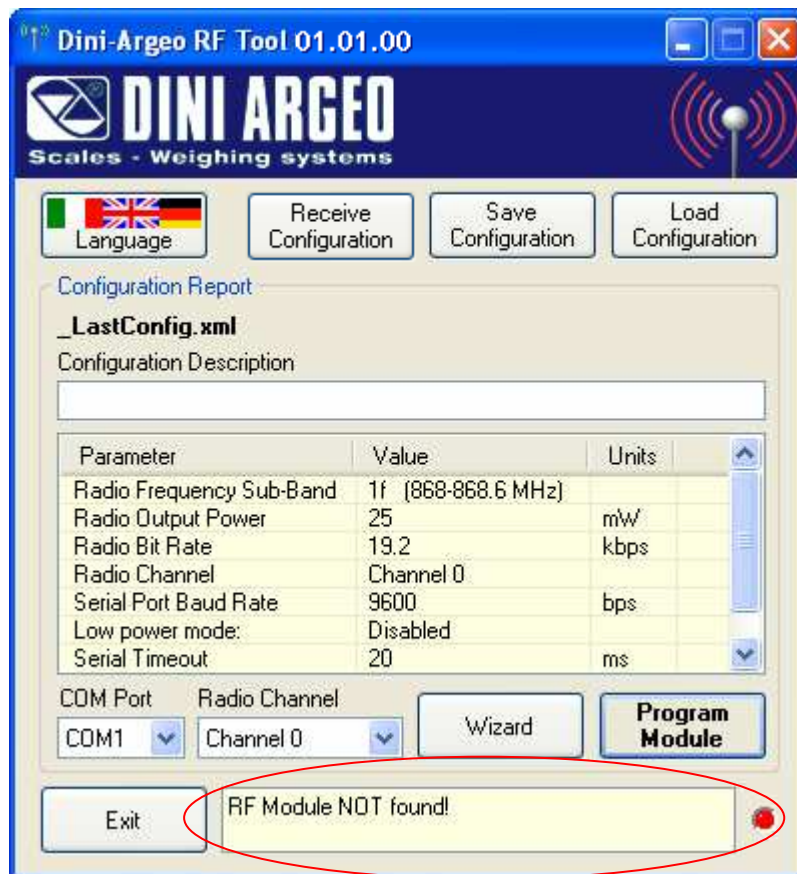 Dini-Argeo RF Tool 01.01.00
DINI ARGEO
Scales - Weighing systems
Language
Receive
Configuration
Save
Configuration
Load
Configuration
Configuration Report
_LastConfig.xml
Configuration Description
Parameter Value Units
Radio Frequency Sub-Band 1f (868-868.6 MHz)
Radio Output Power 25 mW
Radio Bit Rate 19.2 kbps
Radio Channel Channel 0
Serial Port Baud Rate 9600 bps
Low power mode: Disabled
Serial Timeout 20 ms
COM Port Radio Channel
COM1 Channel 0
Wizard
Program
Module
Exit
RF Module NOT found!